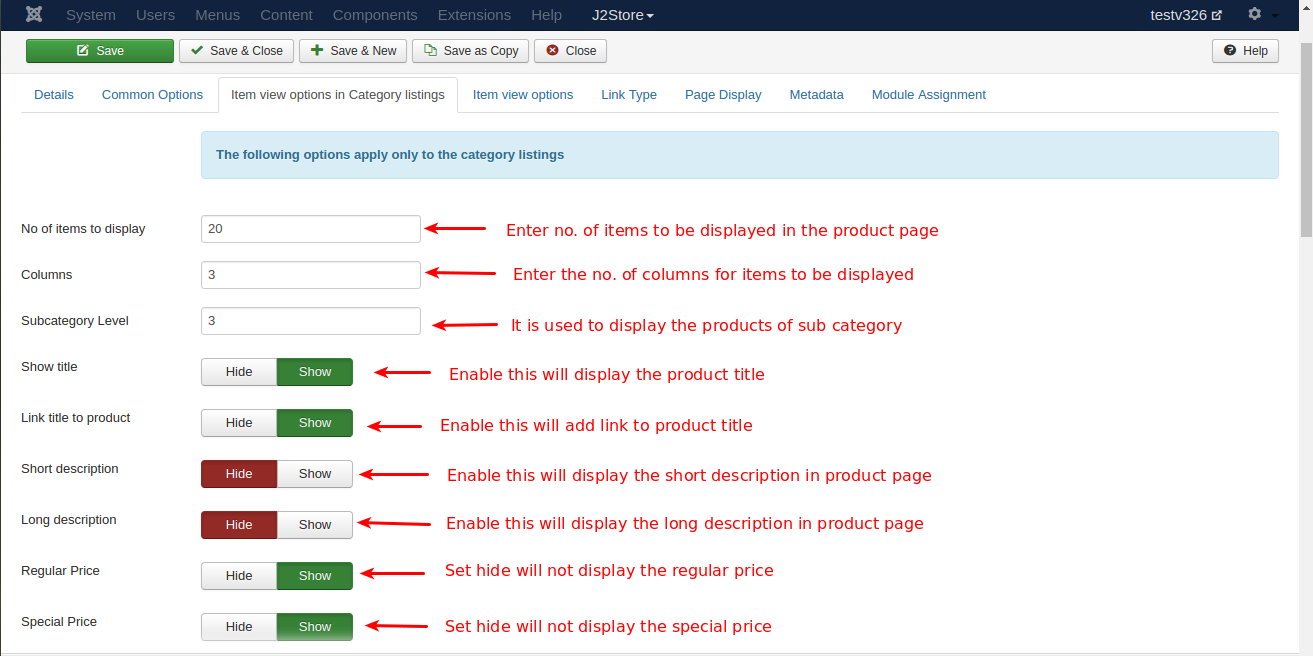 System Users Menus Content Components Extensions Help J2Store testv326
Save Save & Close Save & New Save as Copy Close Help
Details Common Options Item view options in Category listings Item view options Link Type Page Display Metadata Module Assignment
The following options apply only to the category listings
No of items to display 20 Enter no. of items to be displayed in the product page
Columns 3 Enter the no. of columns for items to be displayed
Subcategory Level 3 It is used to display the products of sub category
Show title Hide Show Enable this will display the product title
Link title to product Hide Show Enable this will add link to product title
Short description Hide Show Enable this will display the short description in product page
Long description Hide Show Enable this will display the long description in product page
Regular Price Hide Show Set hide will not display the regular price
Special Price Hide Show Set hide will not display the special price